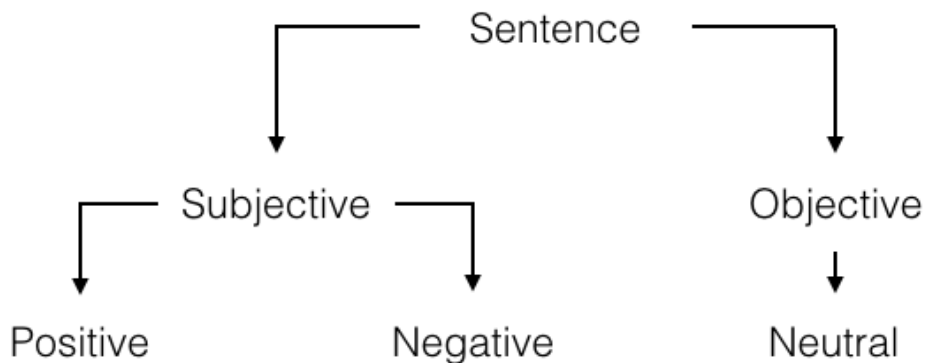 Sentence
Subjective
Objective
Positive
Negative
Neutral